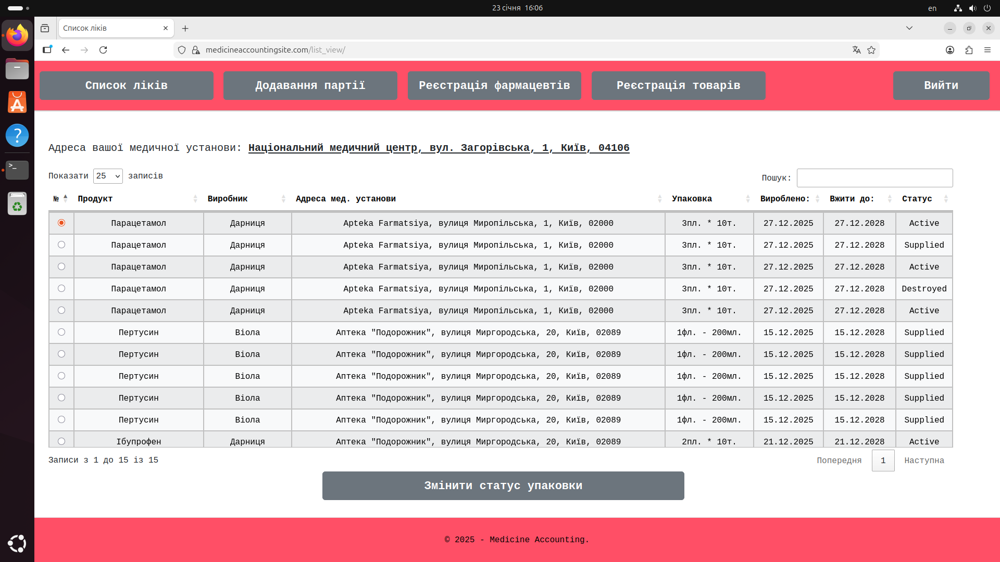 23 січня 16:06
en
Список ліків
medicineaccountingsite.com/list_view/
Список ліків Додавання партії Реєстрація фармацевтів Реєстрація товарів Вийти
Адреса вашої медичної установи: Національний медичний центр, вул. Загорівська, 1, Київ, 04106
Показати 25 записів
Пошук:
№ Продукт Виробник Адреса мед. установи Упаковка Вироблено: Вжити до: Статус
Парацетамол Дарниця Apteka Farmatsiya, вулиця Миропільська, 1, Київ, 02000 3пл. * 10т. 27.12.2025 27.12.2028 Active
Парацетамол Дарниця Apteka Farmatsiya, вулиця Миропільська, 1, Київ, 02000 3пл. * 10т. 27.12.2025 27.12.2028 Supplied
Парацетамол Дарниця Apteka Farmatsiya, вулиця Миропільська, 1, Київ, 02000 3пл. * 10т. 27.12.2025 27.12.2028 Active
Парацетамол Дарниця Apteka Farmatsiya, вулиця Миропільська, 1, Київ, 02000 3пл. * 10т. 27.12.2025 27.12.2028 Destroyed
Парацетамол Дарниця Apteka Farmatsiya, вулиця Миропільська, 1, Київ, 02000 3пл. * 10т. 27.12.2025 27.12.2028 Active
Пертусин Віола Аптека "Подорожник", вулиця Миргородська, 20, Київ, 02089 1фл. - 200мл. 15.12.2025 15.12.2028 Supplied
Пертусин Віола Аптека "Подорожник", вулиця Миргородська, 20, Київ, 02089 1фл. - 200мл. 15.12.2025 15.12.2028 Supplied
Пертусин Віола Аптека "Подорожник", вулиця Миргородська, 20, Київ, 02089 1фл. - 200мл. 15.12.2025 15.12.2028 Supplied
Пертусин Віола Аптека "Подорожник", вулиця Миргородська, 20, Київ, 02089 1фл. - 200мл. 15.12.2025 15.12.2028 Supplied
Пертусин Віола Аптека "Подорожник", вулиця Миргородська, 20, Київ, 02089 1фл. - 200мл. 15.12.2025 15.12.2028 Supplied
Ібупрофен Дарниця Аптека "Подорожник", вулиця Миргородська, 20, Київ, 02089 2пл. * 10т. 21.12.2025 21.12.2028 Active
Записи з 1 до 15 із 15
Попередня 1 Наступна
Змінити статус упаковки
© 2025 - Medicine Accounting.